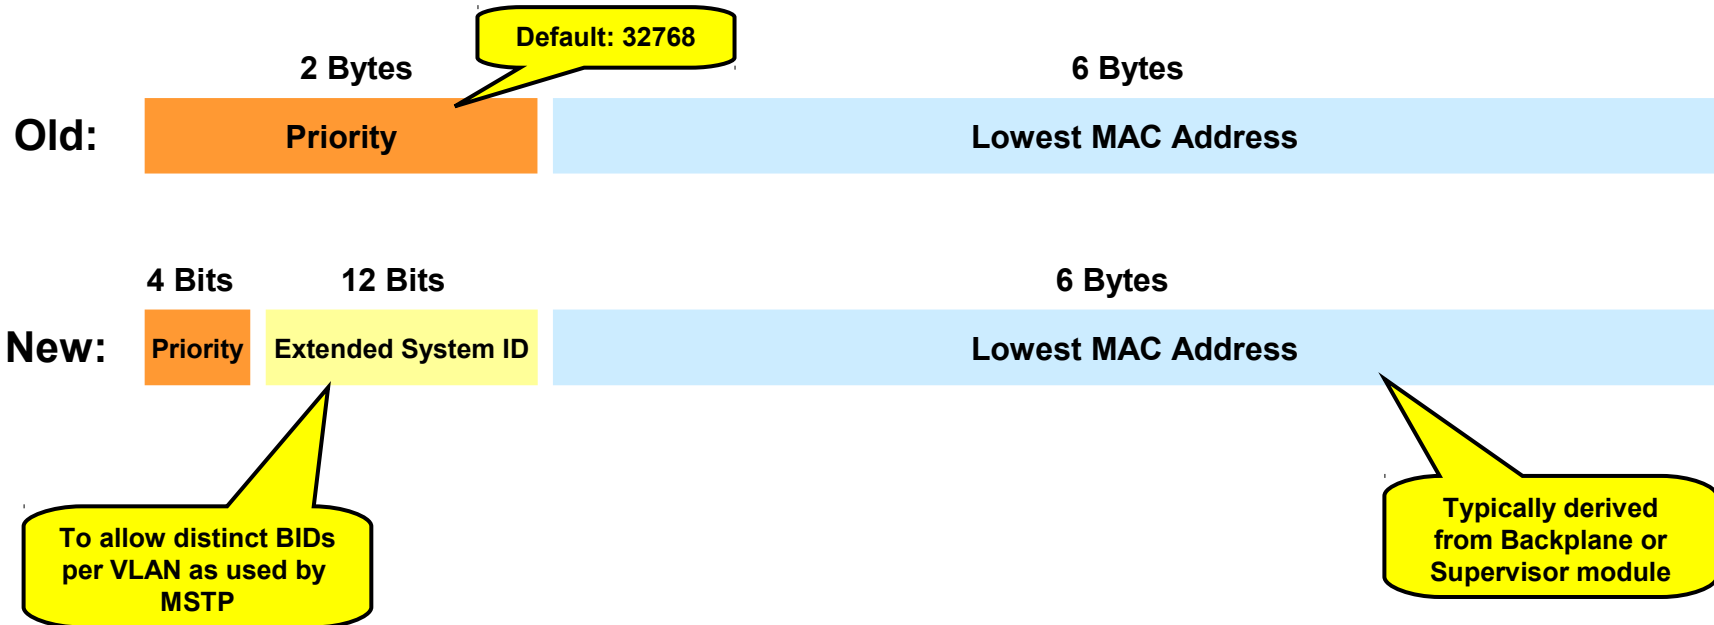 Default: 32768
2 Bytes
6 Bytes
Old:
Priority
Lowest MAC Address
4 Bits
12 Bits
6 Bytes
New:
Priority
Extended System ID
Lowest MAC Address
To allow distinct BIDs
per VLAN as used by
MSTP
Typically derived
from Backplane or
Supervisor module